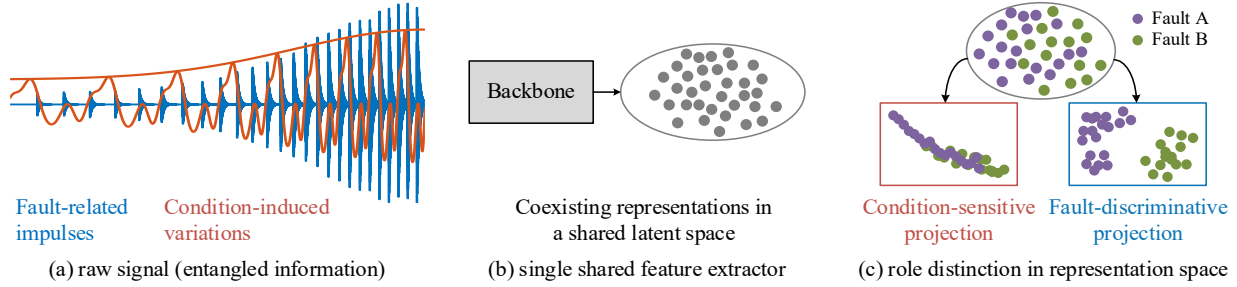 Fault-related
impulses
Condition-induced
variations
(a) raw signal (entangled information)
Backbone
Coexisting representations in
a shared latent space
(b) single shared feature extractor
Fault A
Fault B
Condition-sensitive
projection
Fault-discriminative
projection
(c) role distinction in representation space